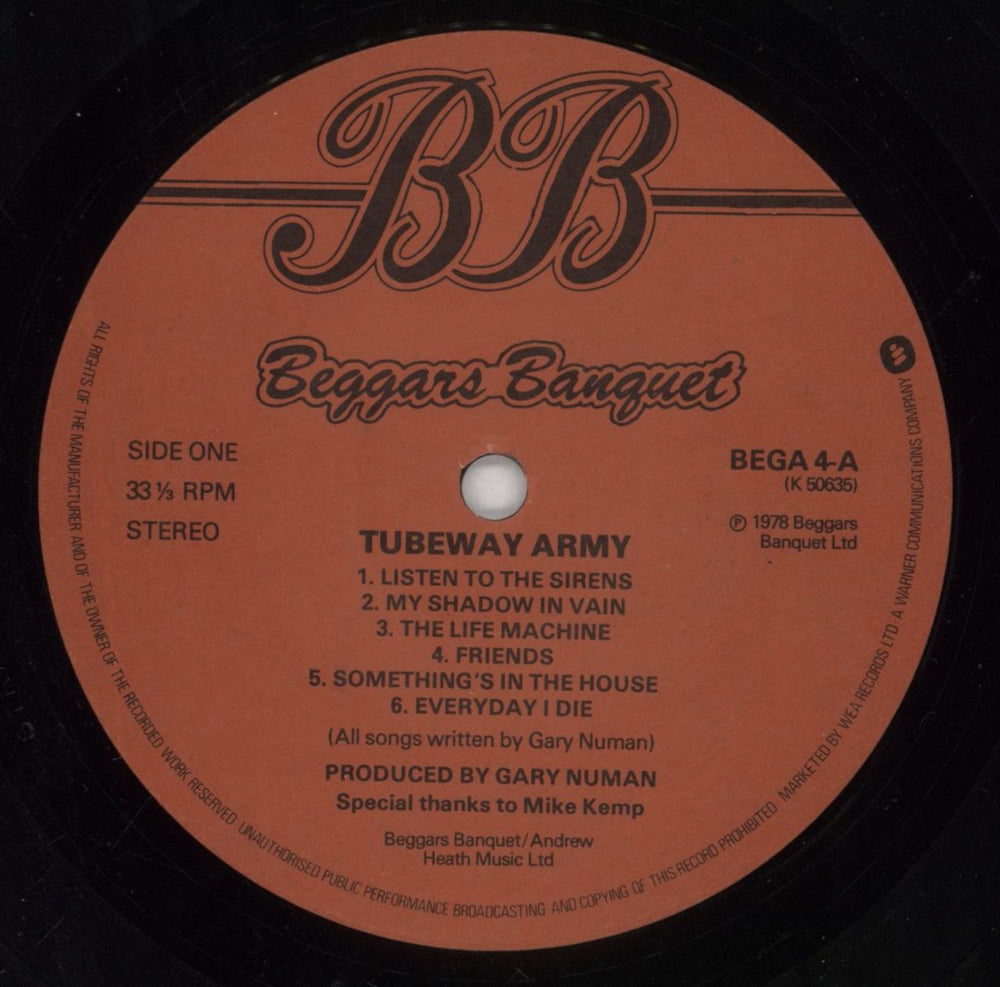 BB
Beggars Banquet
SIDE ONE
33 ⅓ RPM
STEREO
BEGA 4-A
(K 50635)
℗ 1978 Beggars
Banquet Ltd
TUBEWAY ARMY
1. LISTEN TO THE SIRENS
2. MY SHADOW IN VAIN
3. THE LIFE MACHINE
4. FRIENDS
5. SOMETHING'S IN THE HOUSE
6. EVERYDAY I DIE
(All songs written by Gary Numan)
PRODUCED BY GARY NUMAN
Special thanks to Mike Kemp
Beggars Banquet/Andrew
Heath Music Ltd
ALL RIGHTS OF THE MANUFACTURER AND OF THE OWNER OF THE RECORDED WORK RESERVED UNAUTHORISED PUBLIC PERFORMANCE BROADCASTING AND COPYING OF THIS RECORD PROHIBITED. MARKETED BY WEA RECORDS LTD. A WARNER COMMUNICATIONS COMPANY